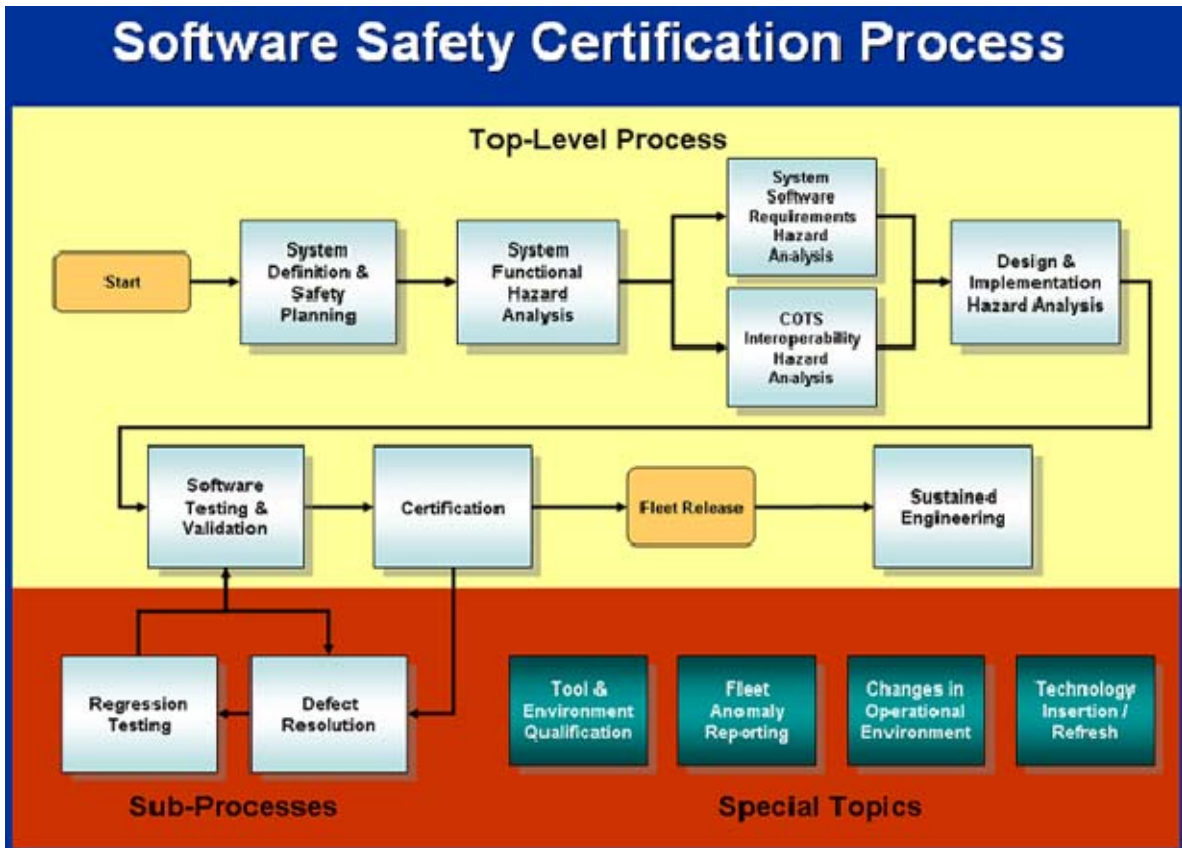 Software Safety Certification Process
Top-Level Process
Start
System
Definition &
Safety
Planning
System
Functional
Hazard
Analysis
System
Software
Requirements
Hazard
Analysis
COTS
Interoperability
Hazard
Analysis
Design &
Implementation
Hazard Analysis
Software
Testing &
Validation
Certification
Fleet Release
Sustained
Engineering
Regression
Testing
Defect
Resolution
Tool &
Environment
Qualification
Fleet
Anomaly
Reporting
Changes in
Operational
Environment
Technology
Insertion /
Refresh
Sub-Processes
Special Topics